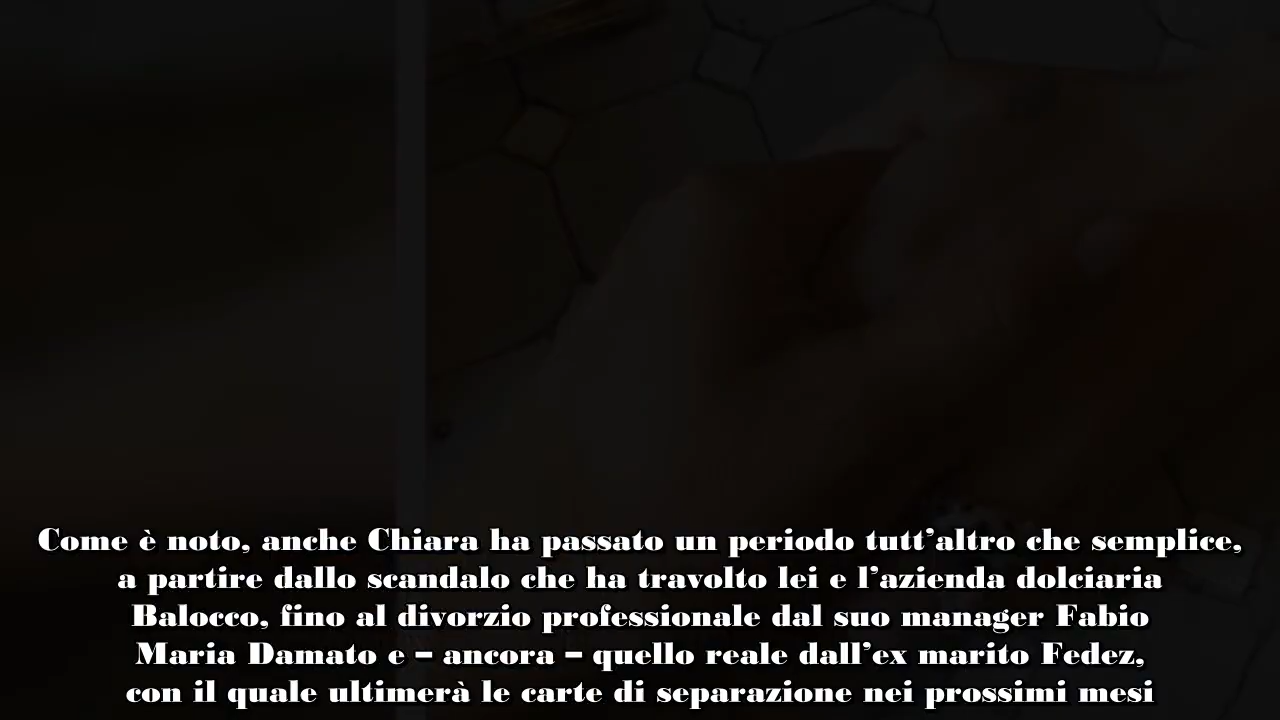 Come è noto, anche Chiara ha passato un periodo tutt’altro che semplice,
a partire dallo scandalo che ha travolto lei e l’azienda dolciaria
Balocco, fino al divorzio professionale dal suo manager Fabio
Maria Damato e – ancora – quello reale dall’ex marito Fedez,
con il quale ultimerà le carte di separazione nei prossimi mesi